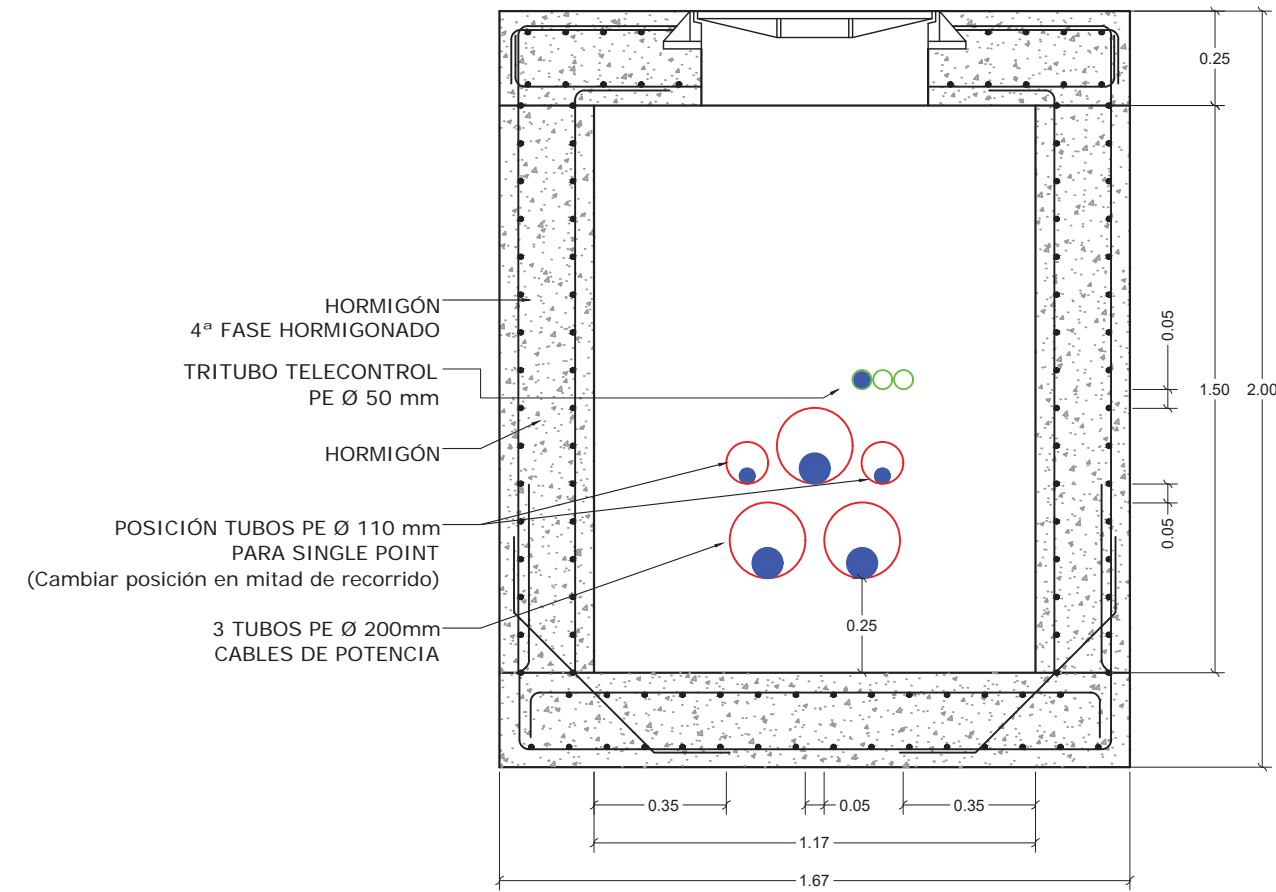 0.25
HORMIGÓN
4ª FASE HORMIGONADO
TRITUBO TELECONTROL
PE Ø 50 mm
0.05
1.50
2.00
HORMIGÓN
POSICIÓN TUBOS PE Ø 110 mm
PARA SINGLE POINT
(Cambiar posición en mitad de recorrido)
0.05
3 TUBOS PE Ø 200mm
CABLES DE POTENCIA
0.25
0.35
0.05
0.35
1.17
1.67